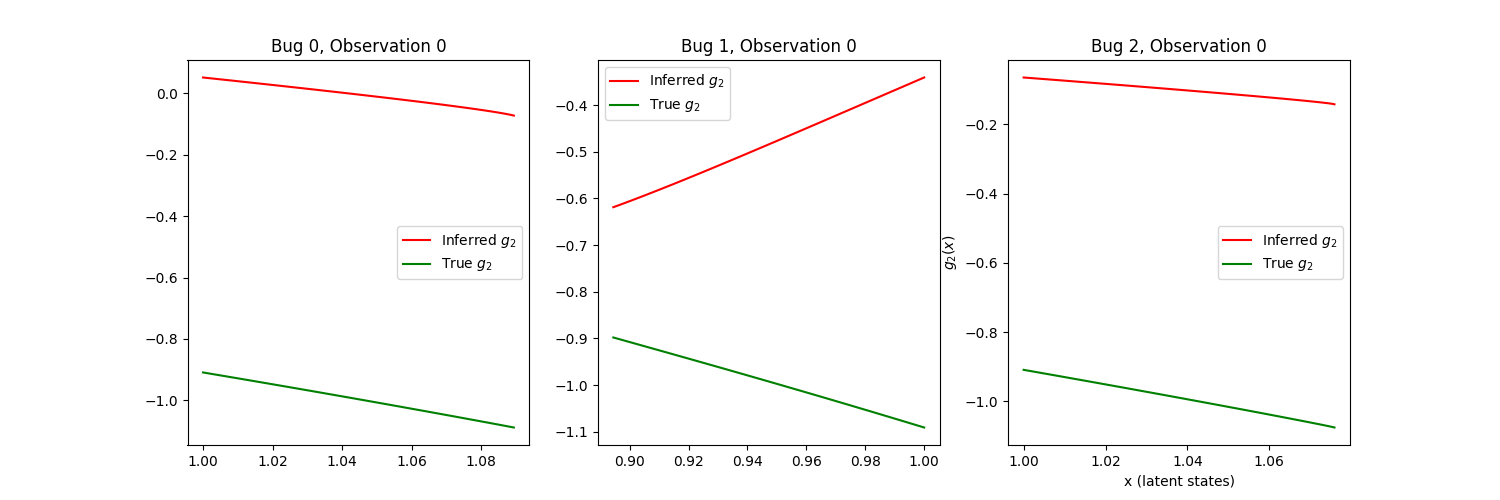 Bug 0, Observation 0
0.0
−0.2
−0.4
−0.6
−0.8
−1.0
Inferred g₂
True g₂
1.00 1.02 1.04 1.06 1.08
Bug 1, Observation 0
Inferred g₂
True g₂
−0.4
−0.5
−0.6
−0.7
−0.8
−0.9
−1.0
−1.1
0.90 0.92 0.94 0.96 0.98 1.00
Bug 2, Observation 0
g₂(x)
−0.2
−0.4
−0.6
−0.8
−1.0
Inferred g₂
True g₂
1.00 1.02 1.04 1.06
x (latent states)